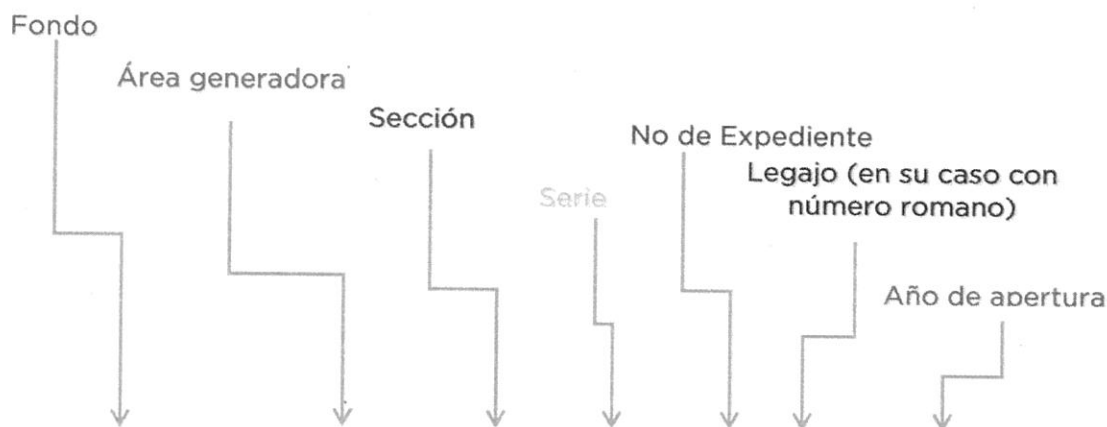 Fondo
Área generadora
Sección
No de Expediente
Legajo (en su caso con
número romano)
Serie
Año de apertura